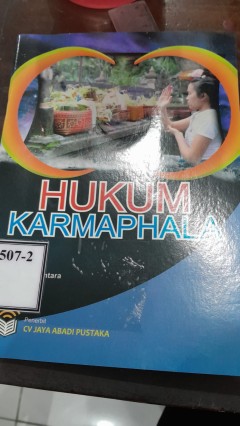 HUKUM
KARMAPHALA
507-2
ntara
Penerbit
CV JAYA ABADI PUSTAKA